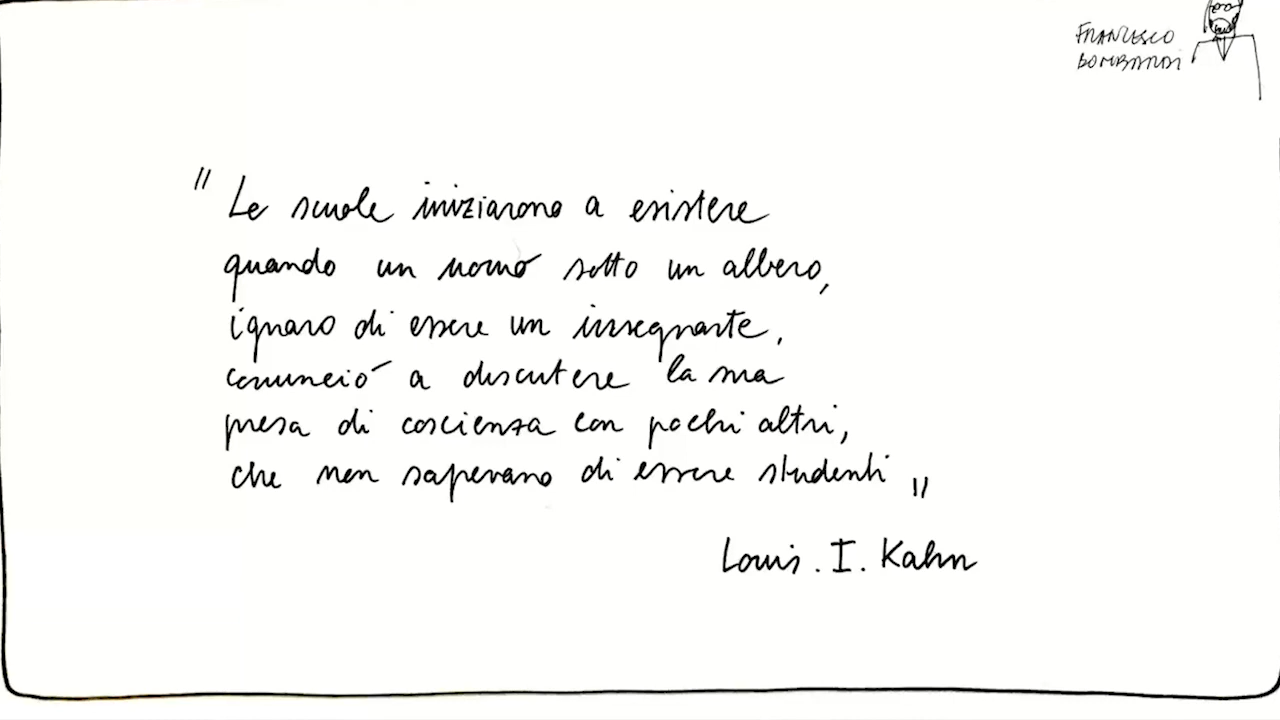 FRANCESCO
BOMBARDI
" Le scuole iniziarono a esistere
quando un uomo sotto un albero,
ignaro di essere un insegnante,
cominciò a discutere la sua
presa di coscienza con pochi altri,
che non sapevano di essere studenti "
Louis. I. Kahn